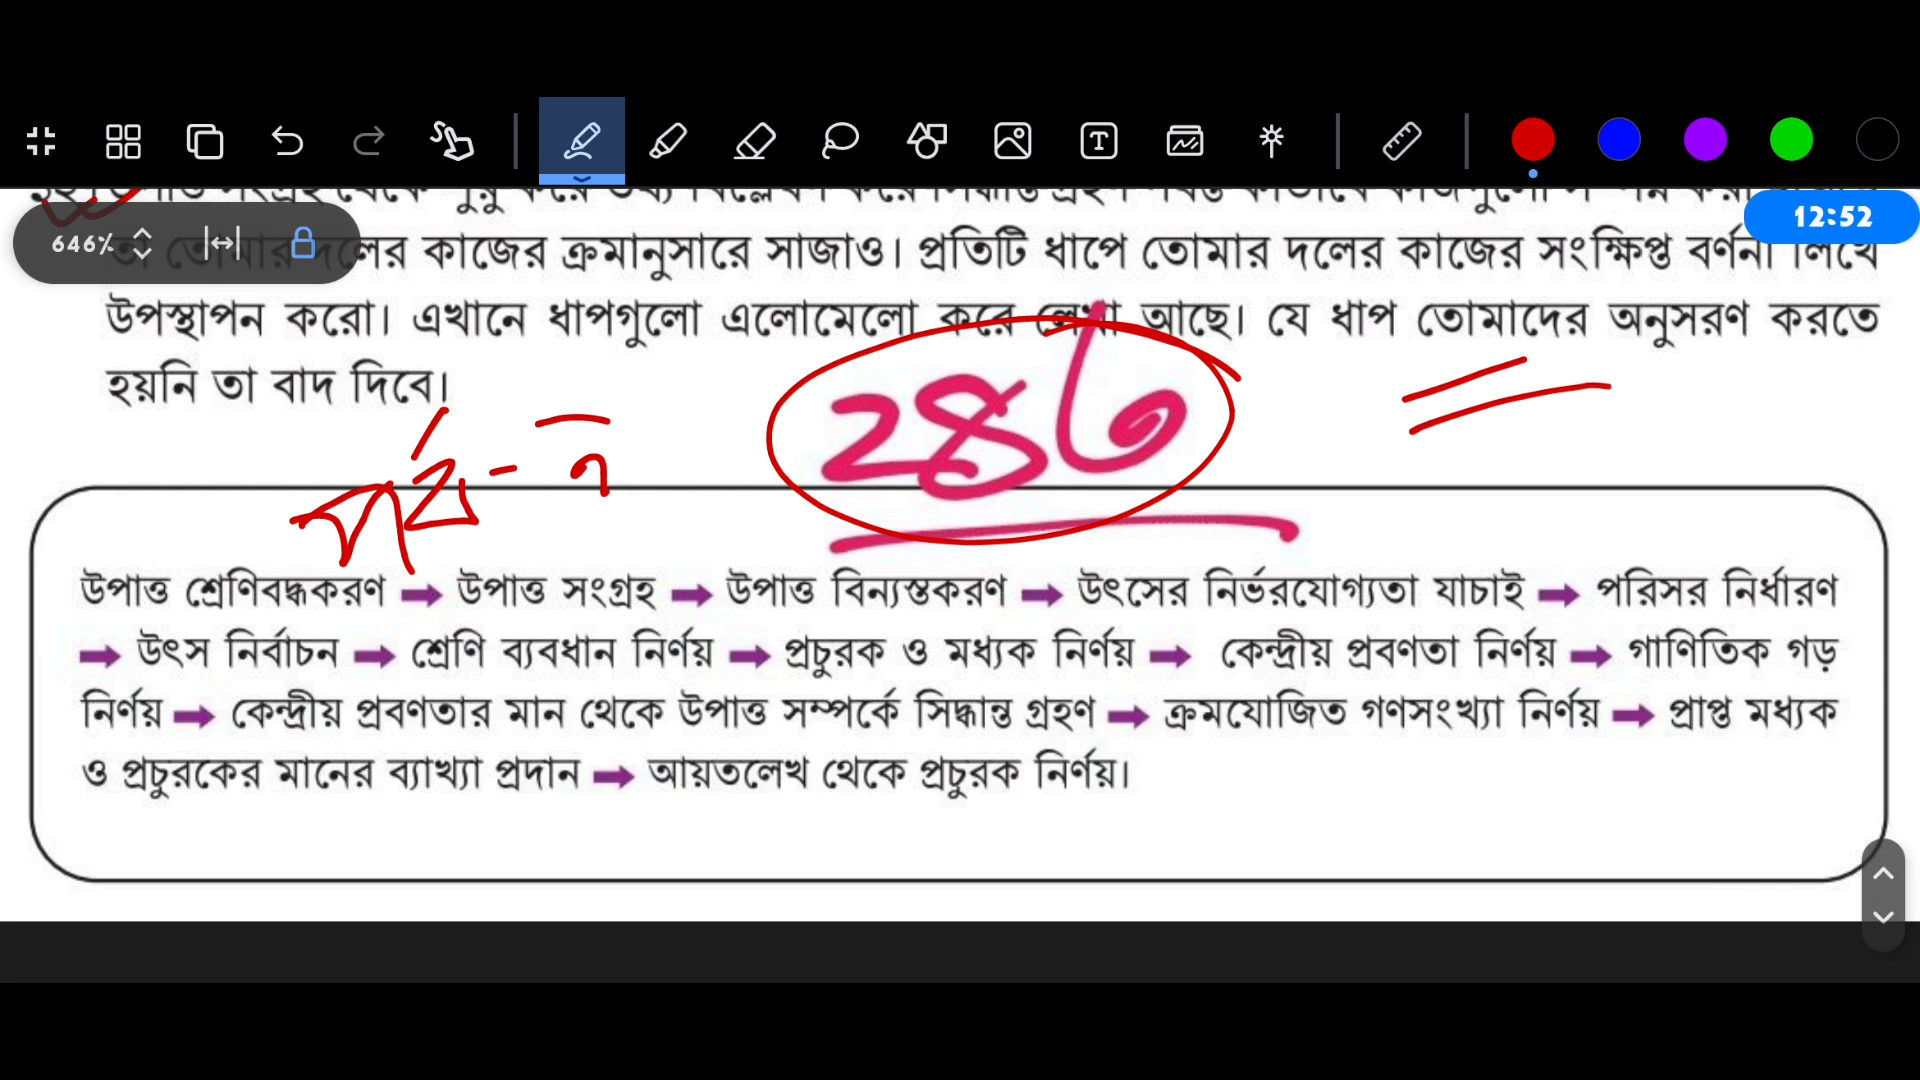 12:52
646%
দলের কাজের ক্রমানুসারে সাজাও। প্রতিটি ধাপে তোমার দলের কাজের সংক্ষিপ্ত বর্ণনা লিখে
উপস্থাপন করো। এখানে ধাপগুলো এলোমেলো করে লেখা আছে। যে ধাপ তোমাদের অনুসরণ করতে
হয়নি তা বাদ দিবে।
২৪৬
উপাত্ত শ্রেণিবদ্ধকরণ ➡ উপাত্ত সংগ্রহ ➡ উপাত্ত বিন্যস্তকরণ ➡ উৎসের নির্ভরযোগ্যতা যাচাই ➡ পরিসর নির্ধারণ
➡ উৎস নির্বাচন ➡ শ্রেণি ব্যবধান নির্ণয় ➡ প্রচুরক ও মধ্যক নির্ণয় ➡ কেন্দ্রীয় প্রবণতা নির্ণয় ➡ গাণিতিক গড়
নির্ণয় ➡ কেন্দ্রীয় প্রবণতার মান থেকে উপাত্ত সম্পর্কে সিদ্ধান্ত গ্রহণ ➡ ক্রমযোজিত গণসংখ্যা নির্ণয় ➡ প্রাপ্ত মধ্যক
ও প্রচুরকের মানের ব্যাখ্যা প্রদান ➡ আয়তলেখ থেকে প্রচুরক নির্ণয়।